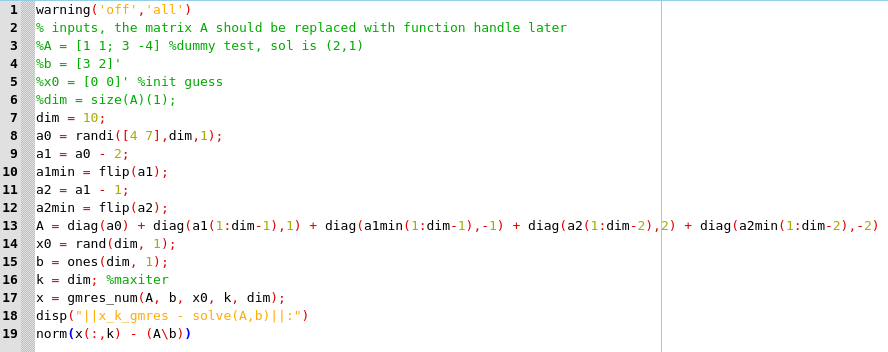 1 warning('off','all')
2 % inputs, the matrix A should be replaced with function handle later
3 %A = [1 1; 3 -4] %dummy test, sol is (2,1)
4 %b = [3 2]'
5 %x0 = [0 0]' %init guess
6 %dim = size(A)(1);
7 dim = 10;
8 a0 = randi([4 7],dim,1);
9 a1 = a0 - 2;
10 a1min = flip(a1);
11 a2 = a1 - 1;
12 a2min = flip(a2);
13 A = diag(a0) + diag(a1(1:dim-1),1) + diag(a1min(1:dim-1),-1) + diag(a2(1:dim-2),2) + diag(a2min(1:dim-2),-2)
14 x0 = rand(dim, 1);
15 b = ones(dim, 1);
16 k = dim; %maxiter
17 x = gmres_num(A, b, x0, k, dim);
18 disp("||x_k_gmres - solve(A,b)||:")
19 norm(x(:,k) - (A\b))